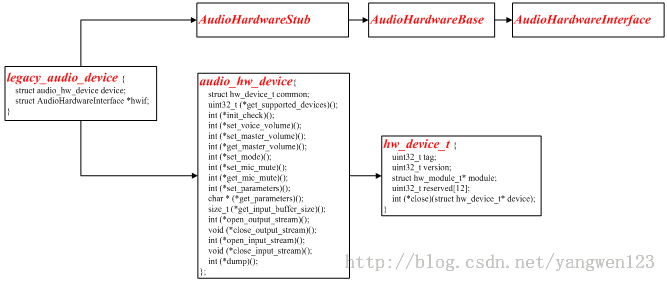 AudioHardwareStub
AudioHardwareBase
AudioHardwareInterface
legacy_audio_device {
struct audio_hw_device device;
struct AudioHardwareInterface *hwif;
}
audio_hw_device{
struct hw_device_t common;
uint32_t (*get_supported_devices)();
int (*init_check)();
int (*set_voice_volume)();
int (*set_master_volume)();
int (*get_master_volume)();
int (*set_mode)();
int (*set_mic_mute)();
int (*get_mic_mute)();
int (*set_parameters)();
char * (*get_parameters)();
size_t (*get_input_buffer_size)();
int (*open_output_stream)();
void (*close_output_stream)();
int (*open_input_stream)();
void (*close_input_stream)();
int (*dump)();
};
hw_device_t {
uint32_t tag;
uint32_t version;
struct hw_module_t* module;
uint32_t reserved[12];
int (*close)(struct hw_device_t* device);
}
http://blog.csdn.net/yangwen123